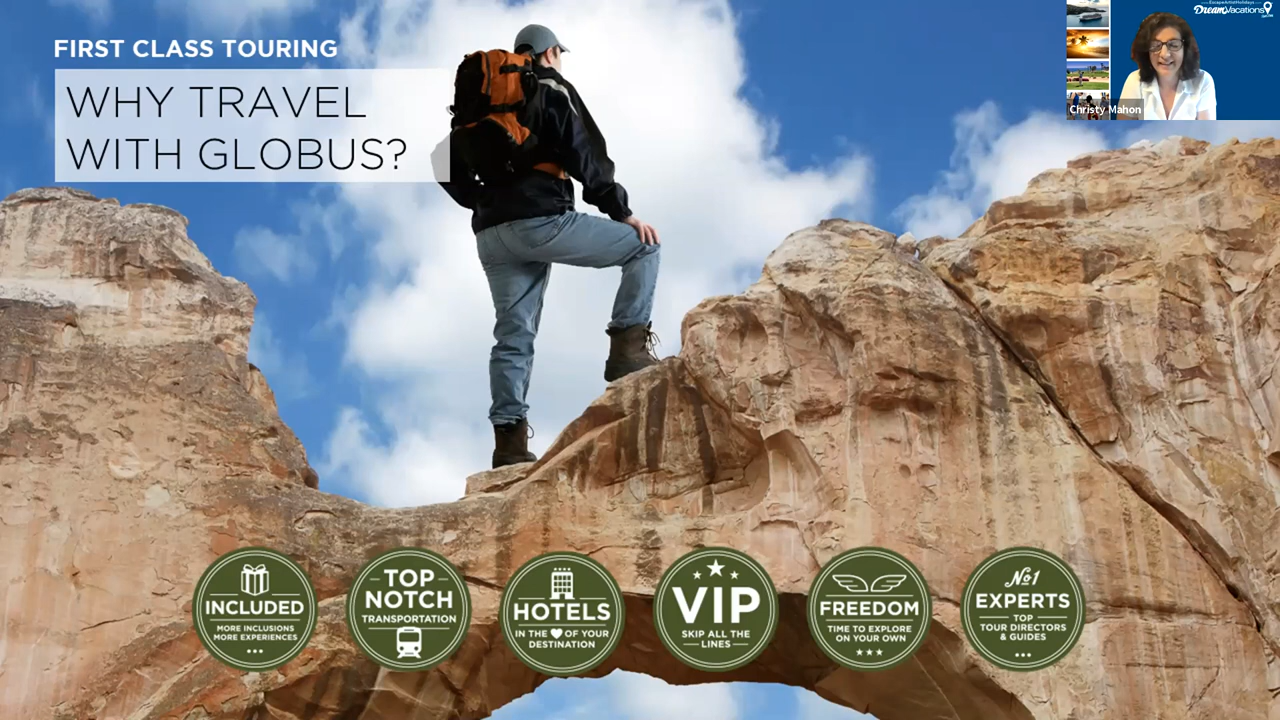 FIRST CLASS TOURING
WHY TRAVEL
WITH GLOBUS?
Dream Vacations
Christy Mahon
INCLUDED
MORE INCLUSIONS
MORE EXPERIENCES
TOP
NOTCH
TRANSPORTATION
HOTELS
IN THE ♥ OF YOUR
DESTINATION
VIP
SKIP ALL THE
LINES
FREEDOM
TIME TO EXPLORE
ON YOUR OWN
No1
EXPERTS
TOP
TOUR DIRECTORS
& GUIDES